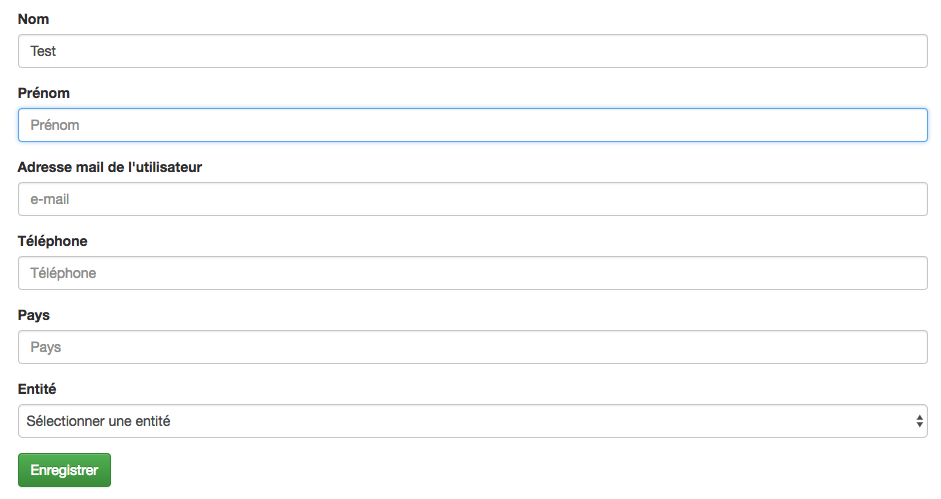 Nom
Test
Prénom
Prénom
Adresse mail de l'utilisateur
e-mail
Téléphone
Téléphone
Pays
Pays
Entité
Sélectionner une entité
Enregistrer